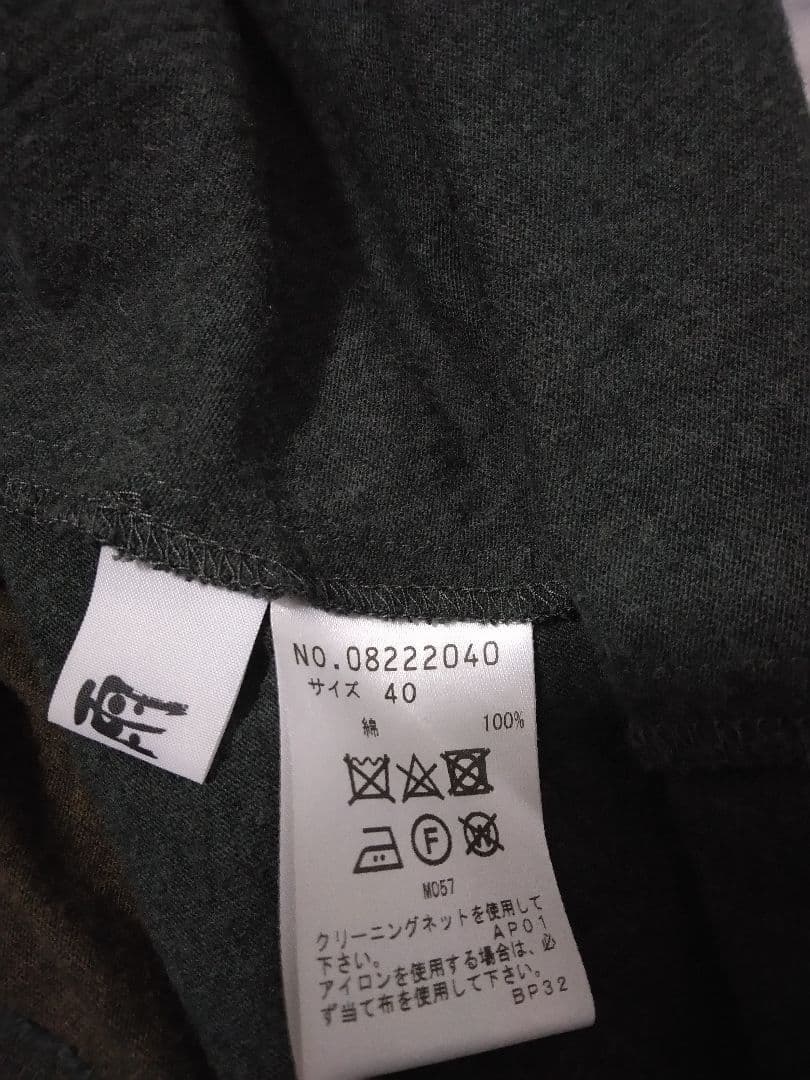 NO.08222040
サイズ 40
綿 100%
F
W
M057
クリーニングネットを使用して
下さい。 AP01
アイロンを使用する場合は、必
ず当て布を使用して下さい。
BP32